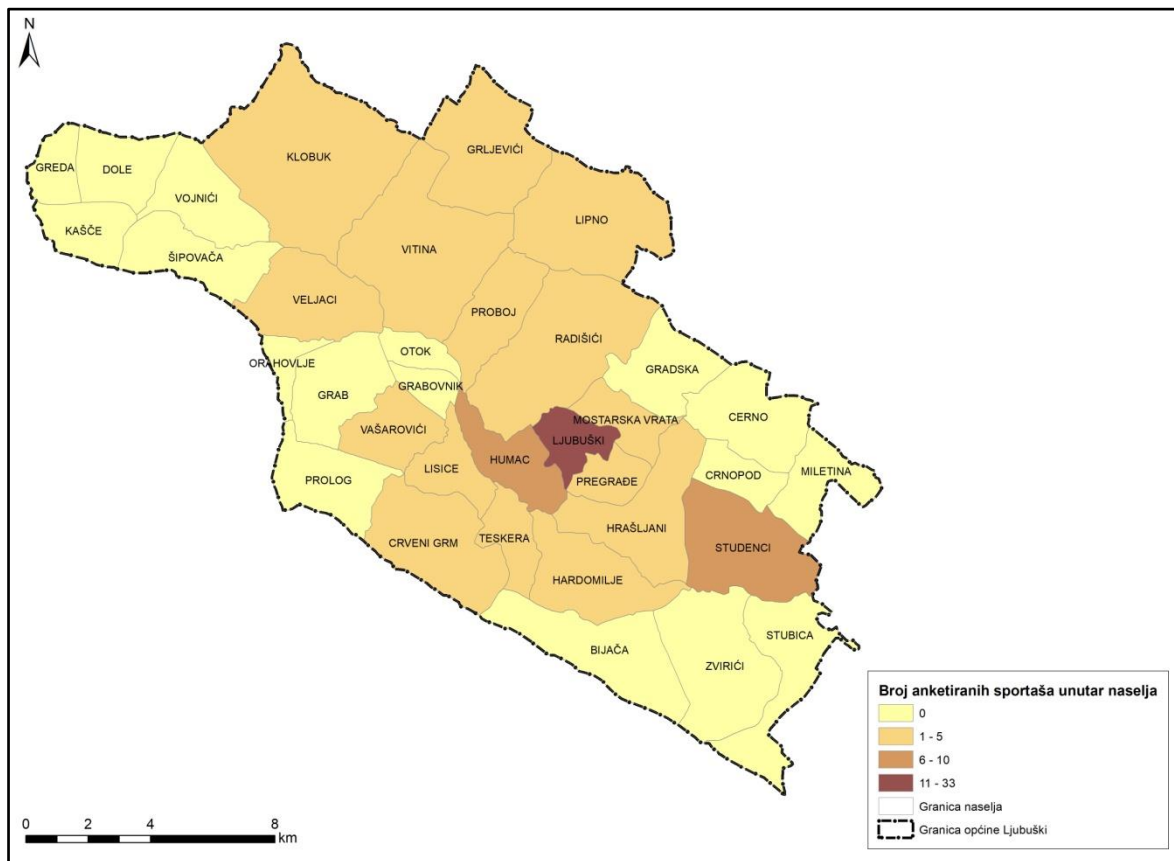 N
KLOBUK
GRLJEVIĆI
GREDA
DOLE
VOJNIĆI
LIPNO
KAŠČE
VITINA
ŠIPOVAČA
VELJACI
PROBOJ
RADIŠIĆI
OTOK
ORAHOVLJE
GRADSKA
GRABOVNIK
GRAB
CERNO
MOSTARSKA VRATA
VAŠAROVIĆI
LJUBUŠKI
HUMAC
LISICE
MILETINA
CRNOPOD
PROLOG
PREGRAĐE
HRAŠLJANI
TESKERA
CRVENI GRM
STUDENCI
HARDOMILJE
STUBICA
BIJAČA
ZVIRIĆI
Broj anketiranih sportaša unutar naselja
0
1 - 5
6 - 10
11 - 33
Granica naselja
Granica općine Ljubuški
0 2 4 8
km